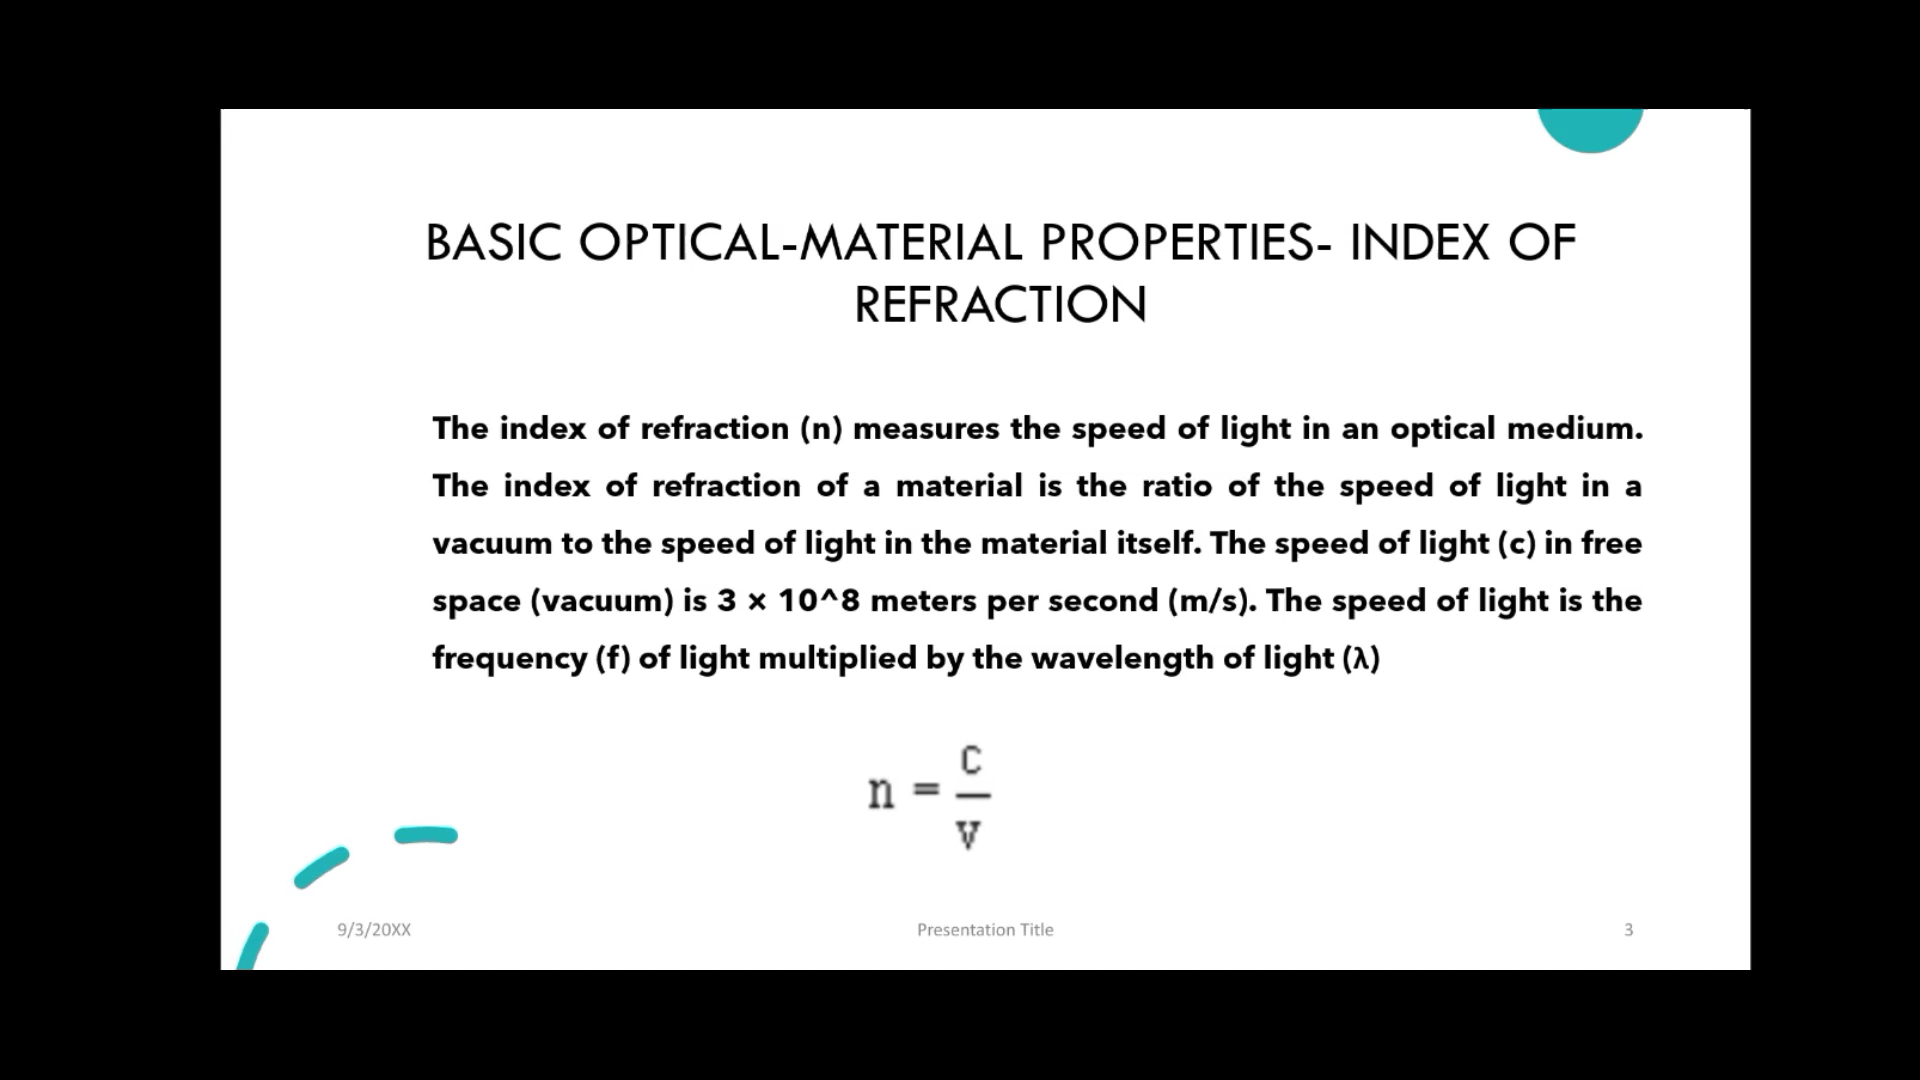 BASIC OPTICAL-MATERIAL PROPERTIES- INDEX OF
REFRACTION
The index of refraction (n) measures the speed of light in an optical medium.
The index of refraction of a material is the ratio of the speed of light in a
vacuum to the speed of light in the material itself. The speed of light (c) in free
space (vacuum) is 3 × 10^8 meters per second (m/s). The speed of light is the
frequency (f) of light multiplied by the wavelength of light (λ)
n = c/v
9/3/20XX
Presentation Title
3